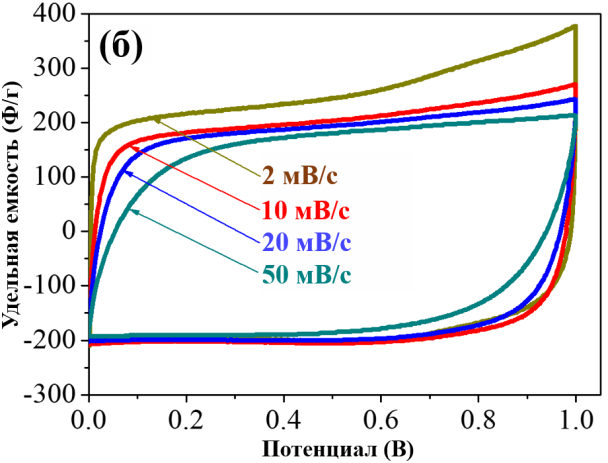 (б)
Удельная емкость (Ф/г)
400
300
200
100
0
-100
-200
-300
2 мВ/с
10 мВ/с
20 мВ/с
50 мВ/с
0.0 0.2 0.4 0.6 0.8 1.0
Потенциал (В)